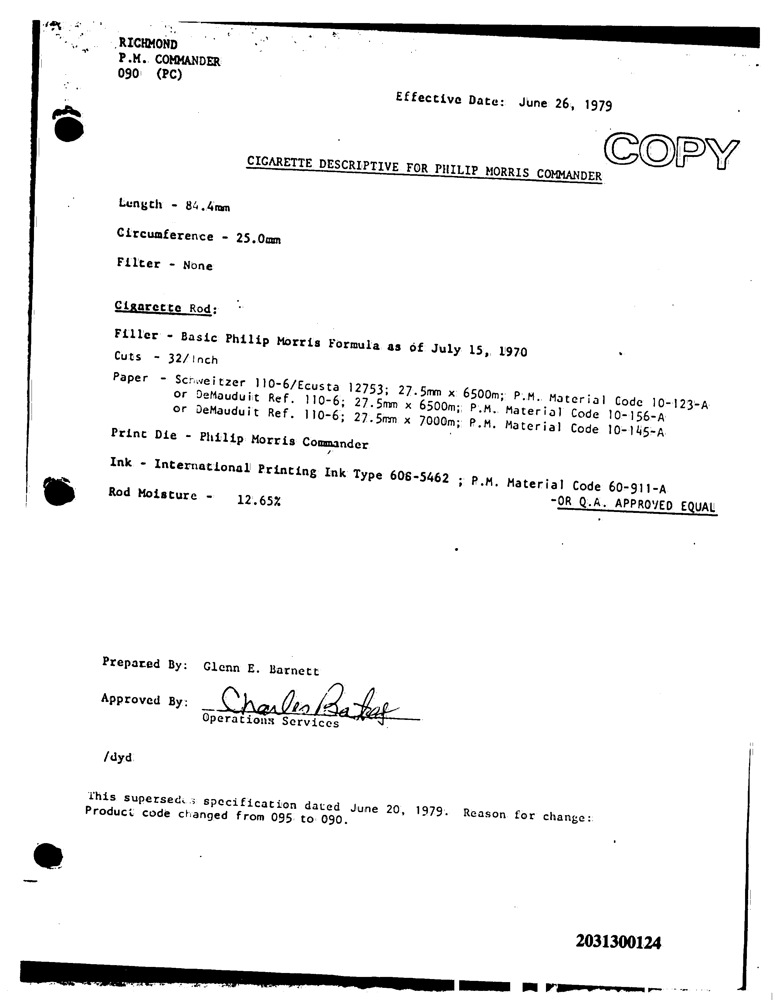 RICHMOND
P.M. COMMANDER
090 (PC)
Effective Date: June 26, 1979
COPY
CIGARETTE DESCRIPTIVE FOR PHILIP MORRIS COMMANDER
Length - 84.4mm
Circumference - 25.0mm
Filter - None
Cigarette Rod:
Filler - Basic Philip Morris Formula as of July 15, 1970
Cuts - 32/inch
Paper - Schweitzer 110-6/Ecusta 12753; 27.5mm x 6500m; P.M. Material Code 10-123-A
or DeMauduit Ref. 110-6; 27.5mm x 6500m; P.M. Material Code 10-156-A
or DeMauduit Ref. 110-6; 27.5mm x 7000m; P.M. Material Code 10-145-A
Print Die - Philip Morris Commander
Ink - International Printing Ink Type 606-5462 ; P.M. Material Code 60-911-A
-OR Q.A. APPROVED EQUAL
Rod Moisture - 12.65%
Prepared By: Glenn E. Barnett
Approved By: Charles Bates
Operations Services
/dyd
This supersedes specification dated June 20, 1979. Reason for change:
Product code changed from 095 to 090.
2031300124